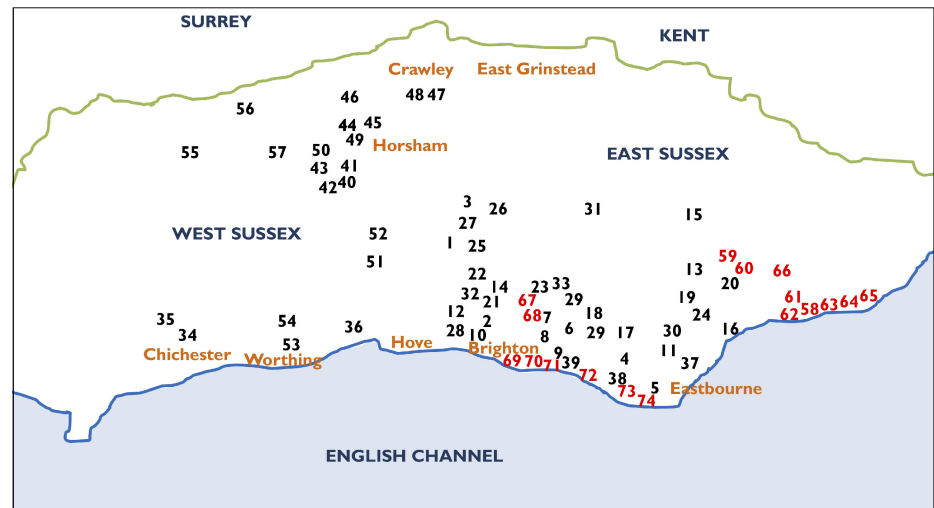 SURREY
KENT
Crawley East Grinstead
46 48 47
56
44 45
49 Horsham
55 57 50
EAST SUSSEX
43 41
42 40
3 26 31 15
27
WEST SUSSEX 52
1 25
51
59
60 66
13
22 20
14 23 33
32 21 67 29 19 61 65
64
63
58
12 68 7 18 24 62
35 54 2 6
34 36 28 10 8 29 17 30 16
53 Hove Brighton
Chichester Worthing 9 11
69 70 71 39 4 37
72 38
73 5 Eastbourne
74
ENGLISH CHANNEL